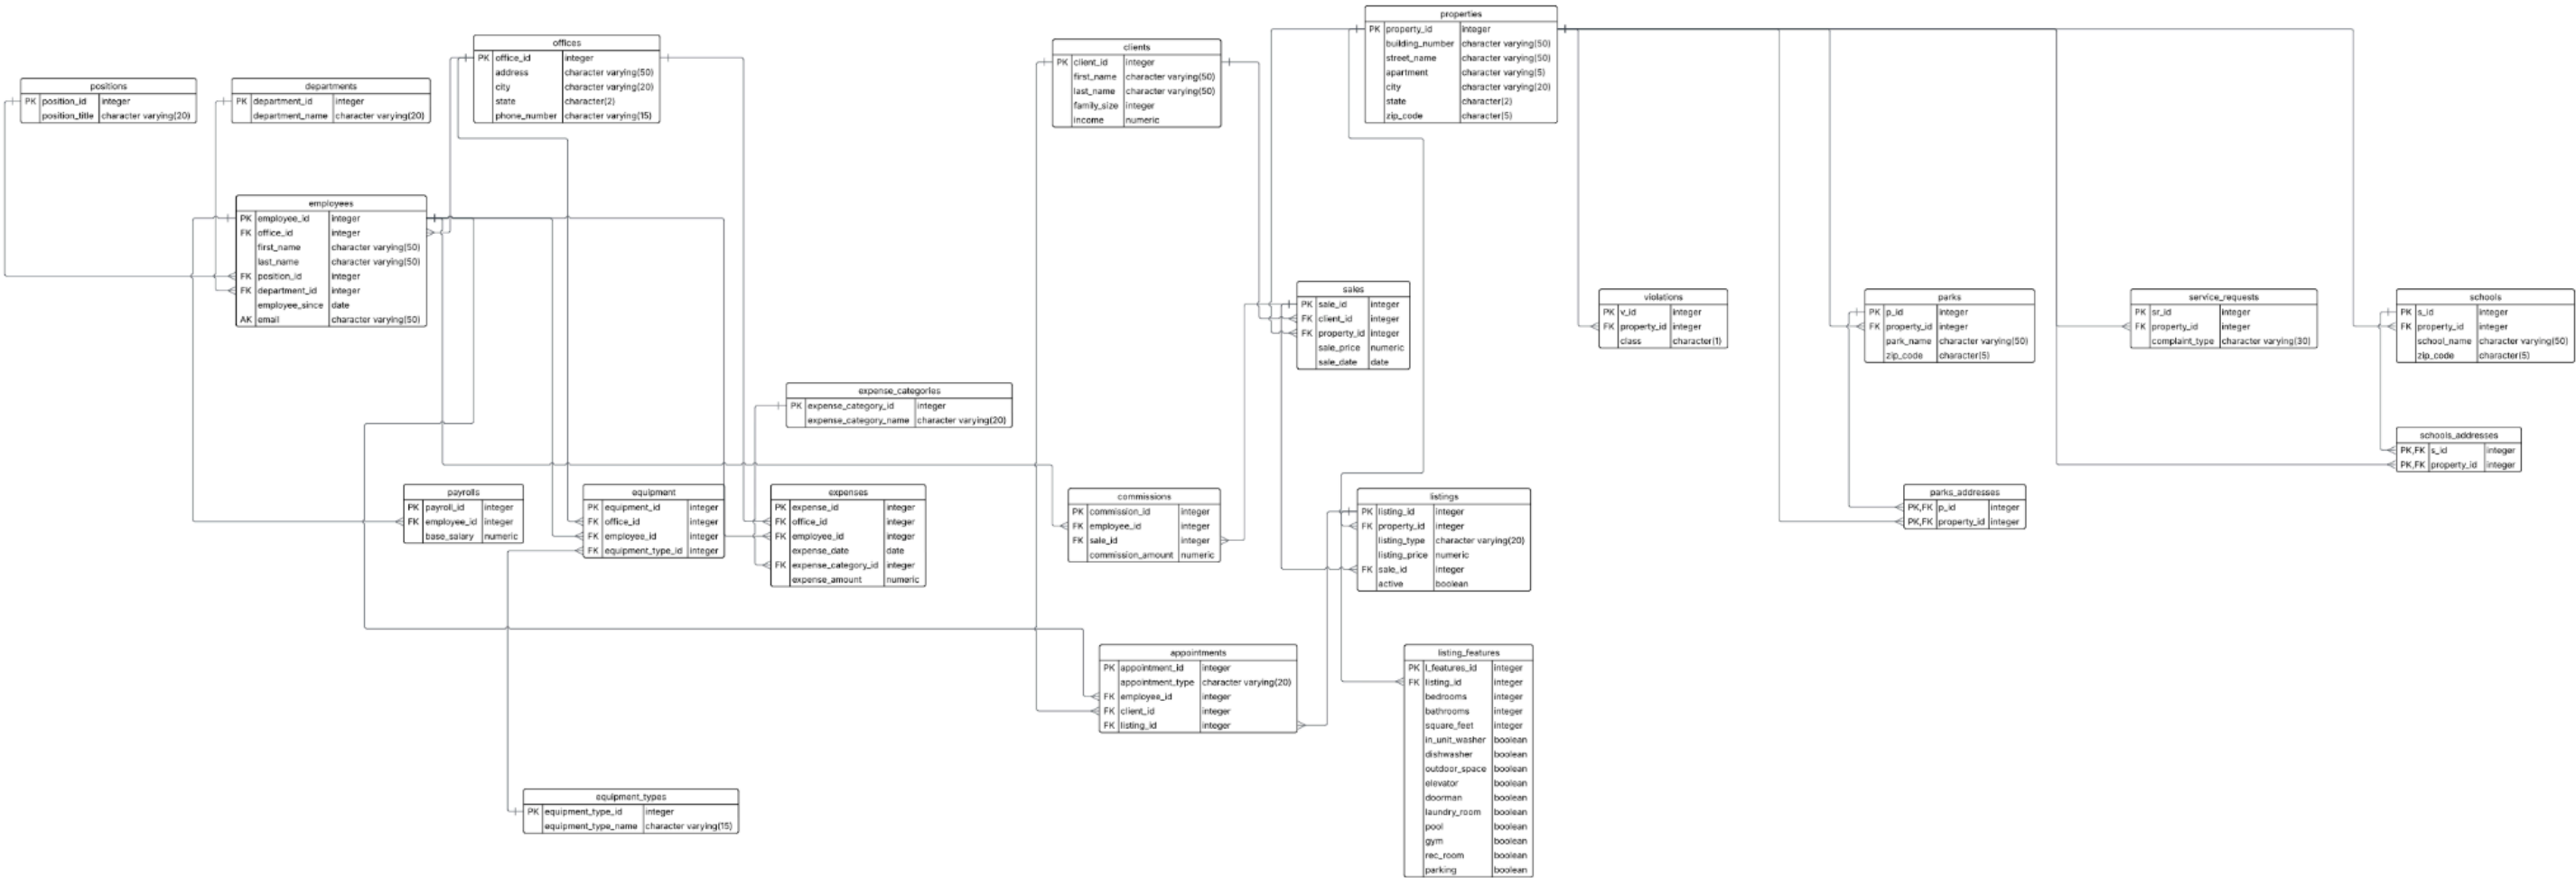 properties
PK property_id integer
building_number character varying(50)
street_name character varying(50)
apartment character varying(5)
city character varying(20)
state character(2)
zip_code character(5)
offices
PK office_id integer
address character varying(50)
city character varying(20)
state character(2)
phone_number character varying(15)
clients
PK client_id integer
first_name character varying(50)
last_name character varying(50)
family_size integer
income numeric
positions
PK position_id integer
position_title character varying(20)
departments
PK department_id integer
department_name character varying(20)
employees
PK employee_id integer
FK office_id integer
first_name character varying(50)
last_name character varying(50)
FK position_id integer
FK department_id integer
employee_since date
AK email character varying(50)
sales
PK sale_id integer
FK client_id integer
FK property_id integer
sale_price numeric
sale_date date
violations
PK v_id integer
FK property_id integer
class character(1)
parks
PK p_id integer
FK property_id integer
park_name character varying(50)
zip_code character(5)
service_requests
PK sr_id integer
FK property_id integer
complaint_type character varying(30)
schools
PK s_id integer
FK property_id integer
school_name character varying(50)
zip_code character(5)
expense_categories
PK expense_category_id integer
expense_category_name character varying(20)
schools_addresses
PK,FK s_id integer
PK,FK property_id integer
payrolls
PK payroll_id integer
FK employee_id integer
base_salary numeric
equipment
PK equipment_id integer
FK office_id integer
FK employee_id integer
FK equipment_type_id integer
expenses
PK expense_id integer
FK office_id integer
FK employee_id integer
expense_date date
FK expense_category_id integer
expense_amount numeric
commissions
PK commission_id integer
FK employee_id integer
FK sale_id integer
commission_amount numeric
listings
PK listing_id integer
FK property_id integer
listing_type character varying(20)
listing_price numeric
FK sale_id integer
active boolean
parks_addresses
PK,FK p_id integer
PK,FK property_id integer
appointments
PK appointment_id integer
appointment_type character varying(20)
FK employee_id integer
FK client_id integer
FK listing_id integer
listing_features
PK l_features_id integer
FK listing_id integer
bedrooms integer
bathrooms integer
square_feet integer
in_unit_washer boolean
dishwasher boolean
outdoor_space boolean
elevator boolean
doorman boolean
laundry_room boolean
pool boolean
gym boolean
rec_room boolean
parking boolean
equipment_types
PK equipment_type_id integer
equipment_type_name character varying(15)